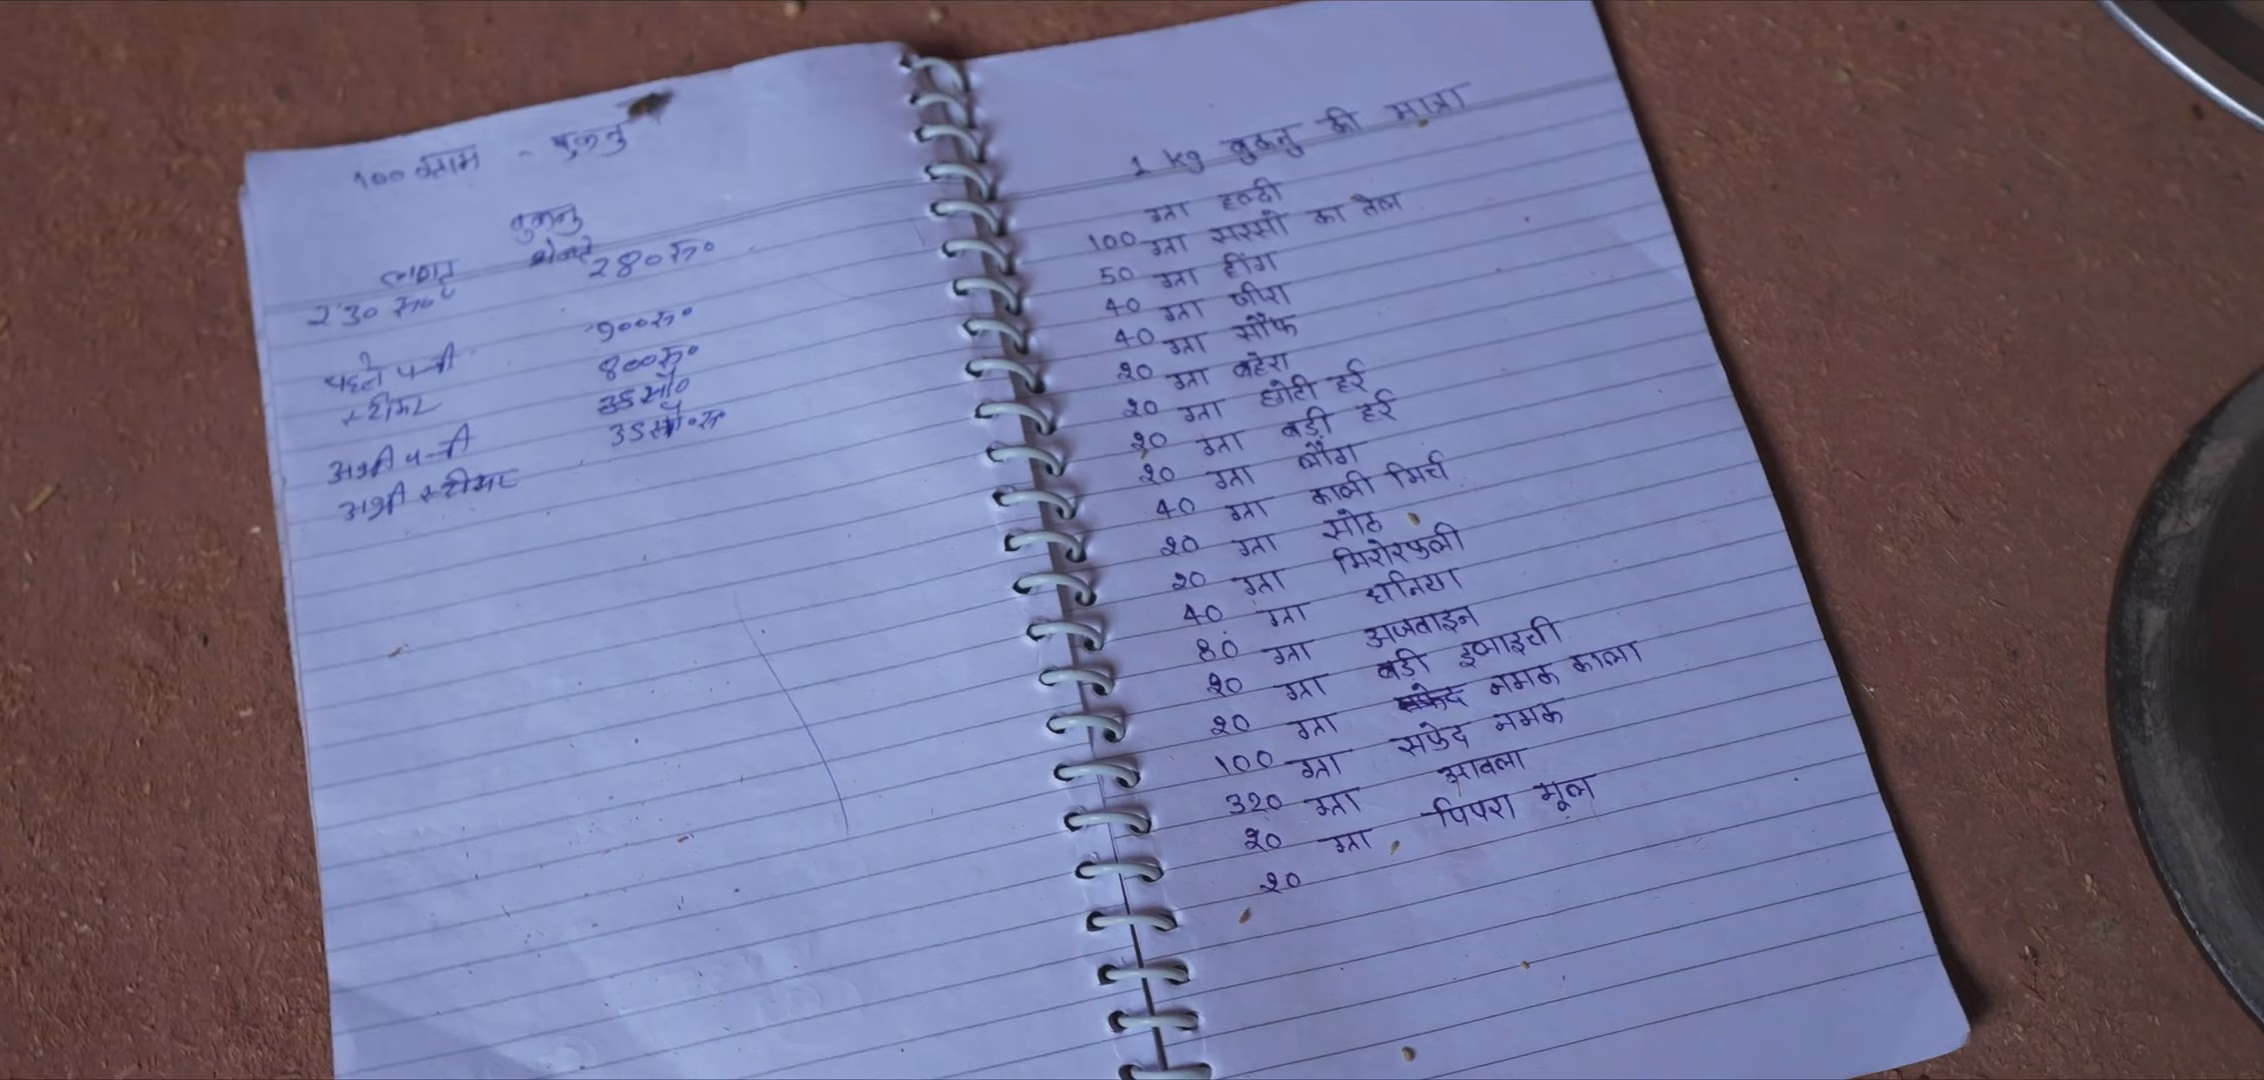 100 ग्राम - बुकनु
बुकनु
लागत
230 रु० 280 रु०
पहले पन्नी 900 रु०
स्टीमर 800 रु०
अभी पन्नी 35 सौ०
अभी स्टीमर 35 सौ० रु
1 kg बुकनु की मात्रा
100 ग्रा हल्दी
50 ग्रा सरसो का तेल
40 ग्रा हींग
40 ग्रा जीरा
20 ग्रा सौंफ
20 ग्रा बहेरा
20 ग्रा छोटी हर्र
20 ग्रा बड़ी हर्र
40 ग्रा लौंग
20 ग्रा काली मिर्च
20 ग्रा सोठ
40 ग्रा मिरोरफली
80 ग्रा धनिया
20 ग्रा अजवाइन
20 ग्रा बड़ी इलाइची
100 ग्रा नमक काला
320 ग्रा सफेद नमक
20 ग्रा आवला
20 ग्रा पिपरा मूल